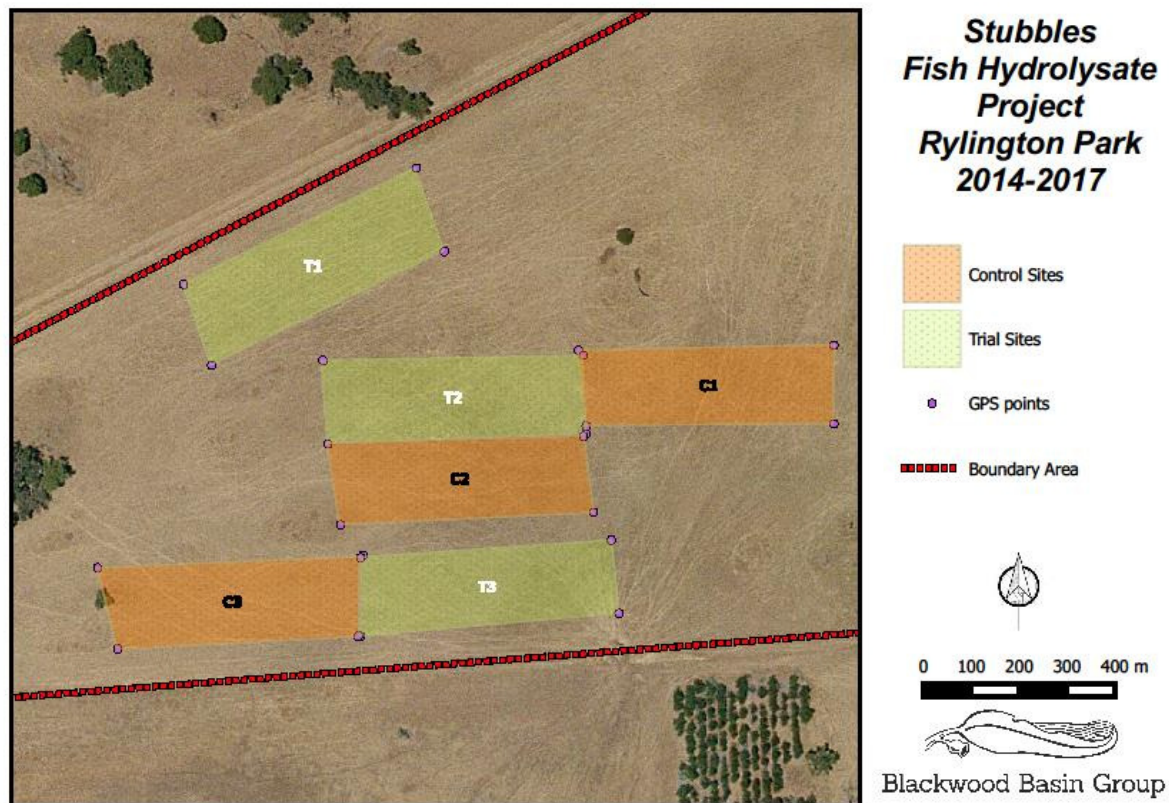 Stubbles
Fish Hydrolysate
Project
Rylington Park
2014-2017
T1
T2
C1
C2
C3
T3
Control Sites
Trial Sites
GPS points
Boundary Area
0 100 200 300 400 m
Blackwood Basin Group